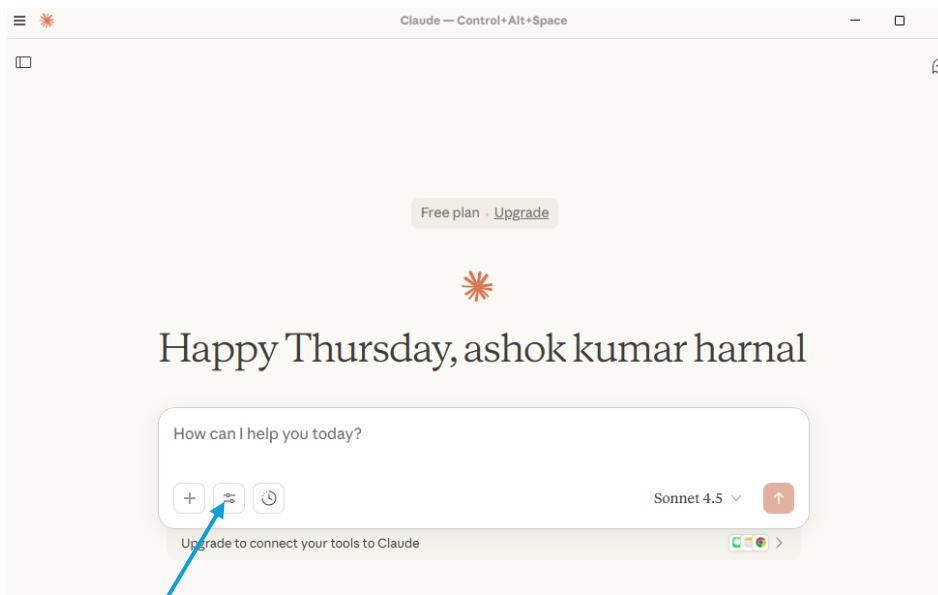 Claude — Control+Alt+Space
Free plan · Upgrade
Happy Thursday, ashok kumar harnal
How can I help you today?
Sonnet 4.5
Upgrade to connect your tools to Claude